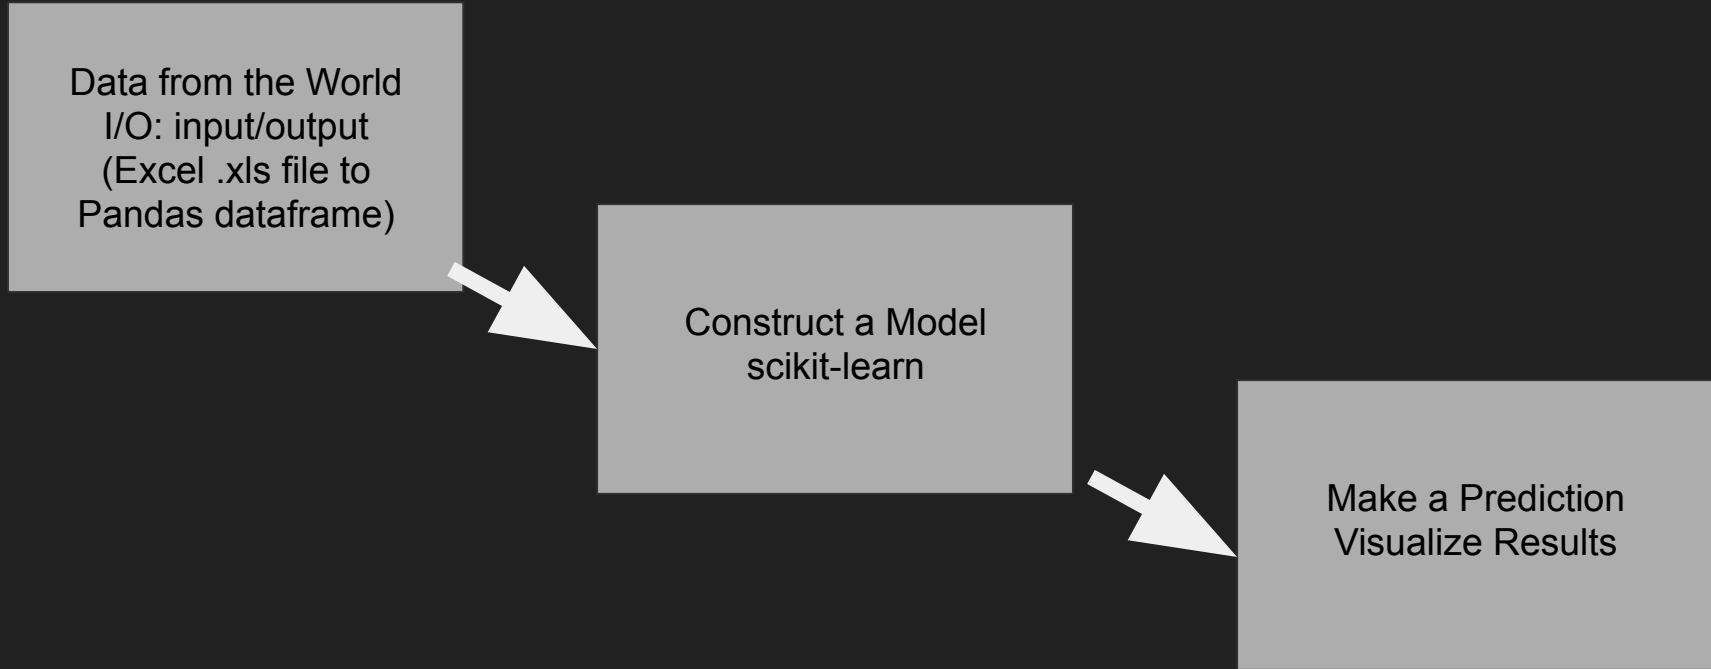 Data from the World
I/O: input/output
(Excel .xls file to
Pandas dataframe)
Construct a Model
scikit-learn
Make a Prediction
Visualize Results